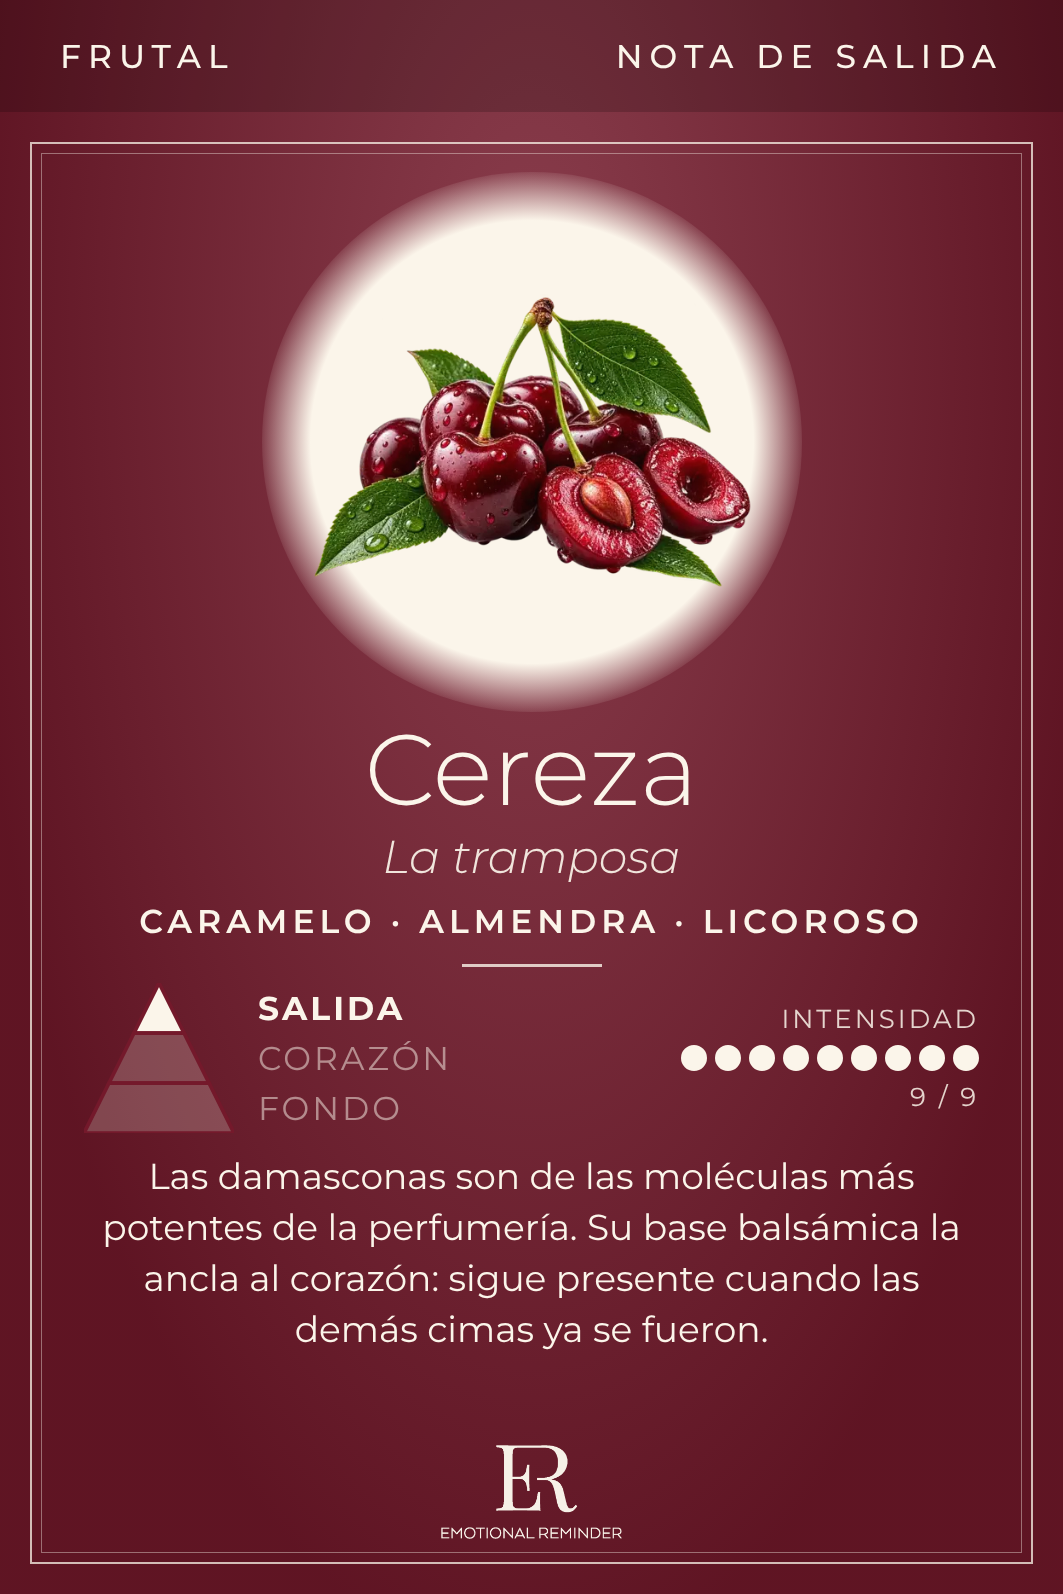 FRUTAL
NOTA DE SALIDA
Cereza
La tramposa
CARAMELO · ALMENDRA · LICOROSO
SALIDA
CORAZÓN
FONDO
INTENSIDAD
9 / 9
Las damasconas son de las moléculas más
potentes de la perfumería. Su base balsámica la
ancla al corazón: sigue presente cuando las
demás cimas ya se fueron.
ER
EMOTIONAL REMINDER